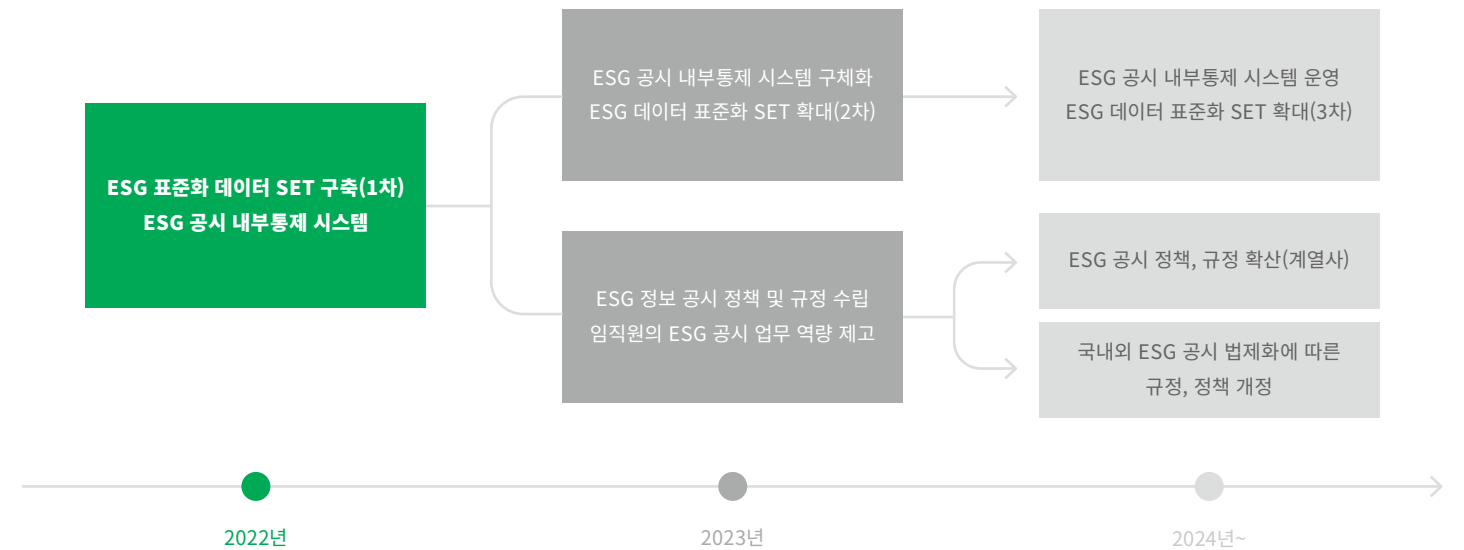 ESG 표준화 데이터 SET 구축(1차)
ESG 공시 내부통제 시스템
ESG 공시 내부통제 시스템 구체화
ESG 데이터 표준화 SET 확대(2차)
ESG 정보 공시 정책 및 규정 수립
임직원의 ESG 공시 업무 역량 제고
ESG 공시 내부통제 시스템 운영
ESG 데이터 표준화 SET 확대(3차)
ESG 공시 정책, 규정 확산(계열사)
국내외 ESG 공시 법제화에 따른
규정, 정책 개정
2022년
2023년
2024년~